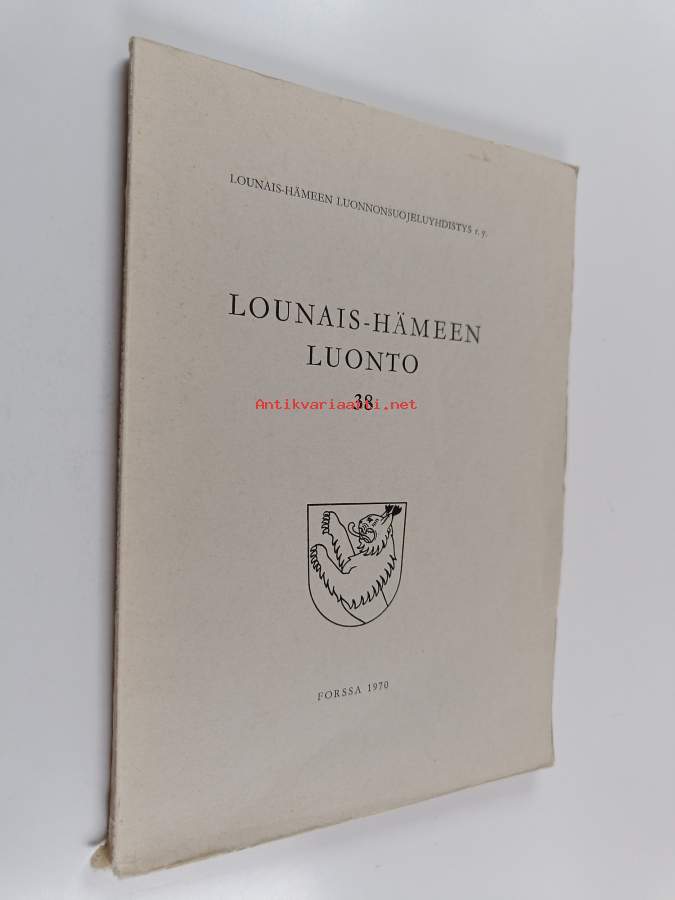 LOUNAIS-HÄMEEN LUONNONSUOJELUYHDISTYS r. y.
LOUNAIS-HÄMEEN
LUONTO
38
Antikvariaatti.net
FORSSA 1970